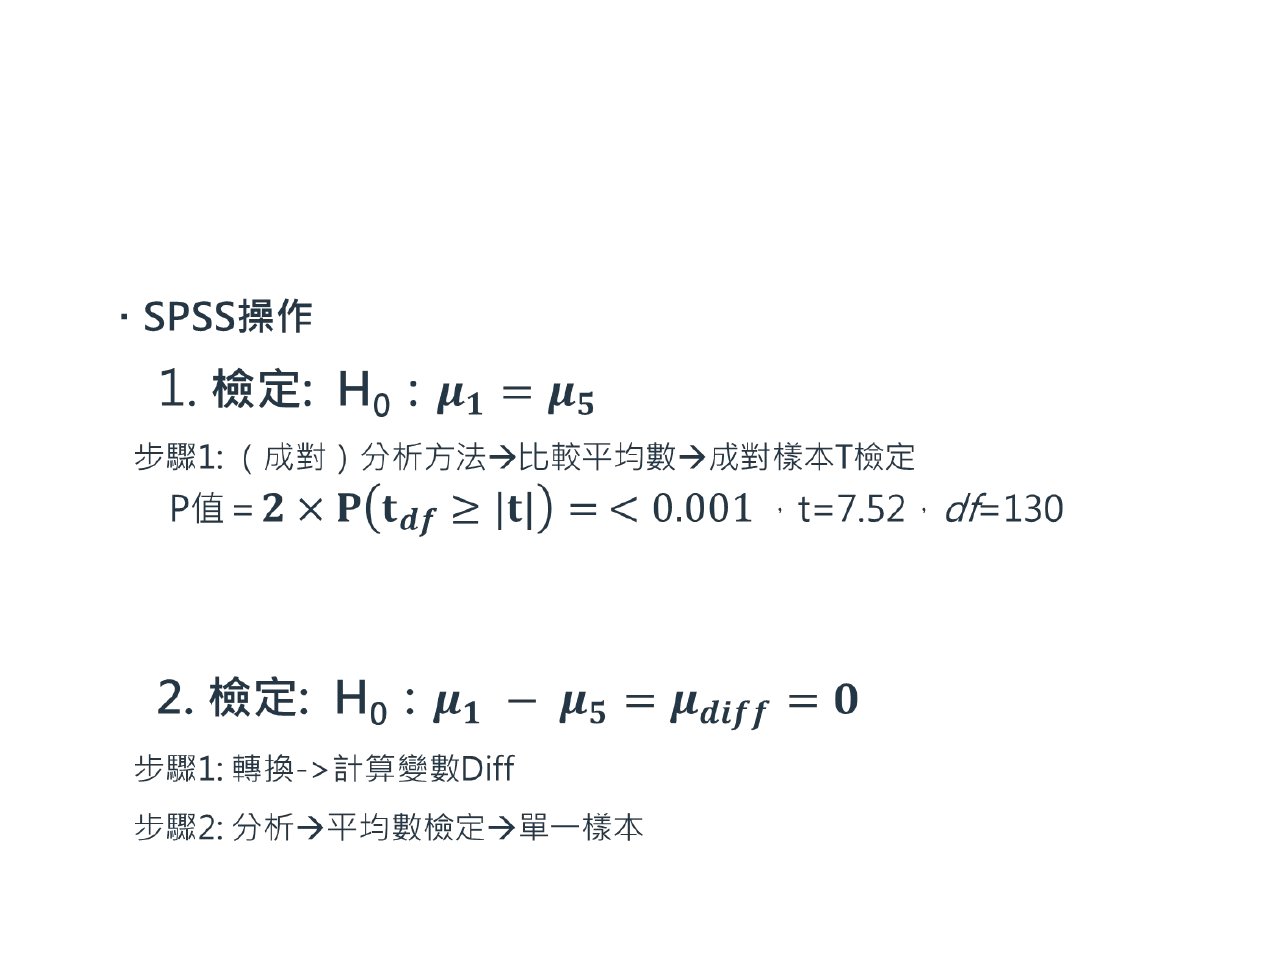 · SPSS操作
1. 檢定: H₀ : μ₁ = μ₅
步驟1: （成對）分析方法→比較平均數→成對樣本T檢定
P值 = 2 × P(t_df ≥ |t|) = < 0.001 ，t=7.52，df=130
2. 檢定: H₀ : μ₁ − μ₅ = μ_diff = 0
步驟1: 轉換->計算變數Diff
步驟2: 分析→平均數檢定→單一樣本